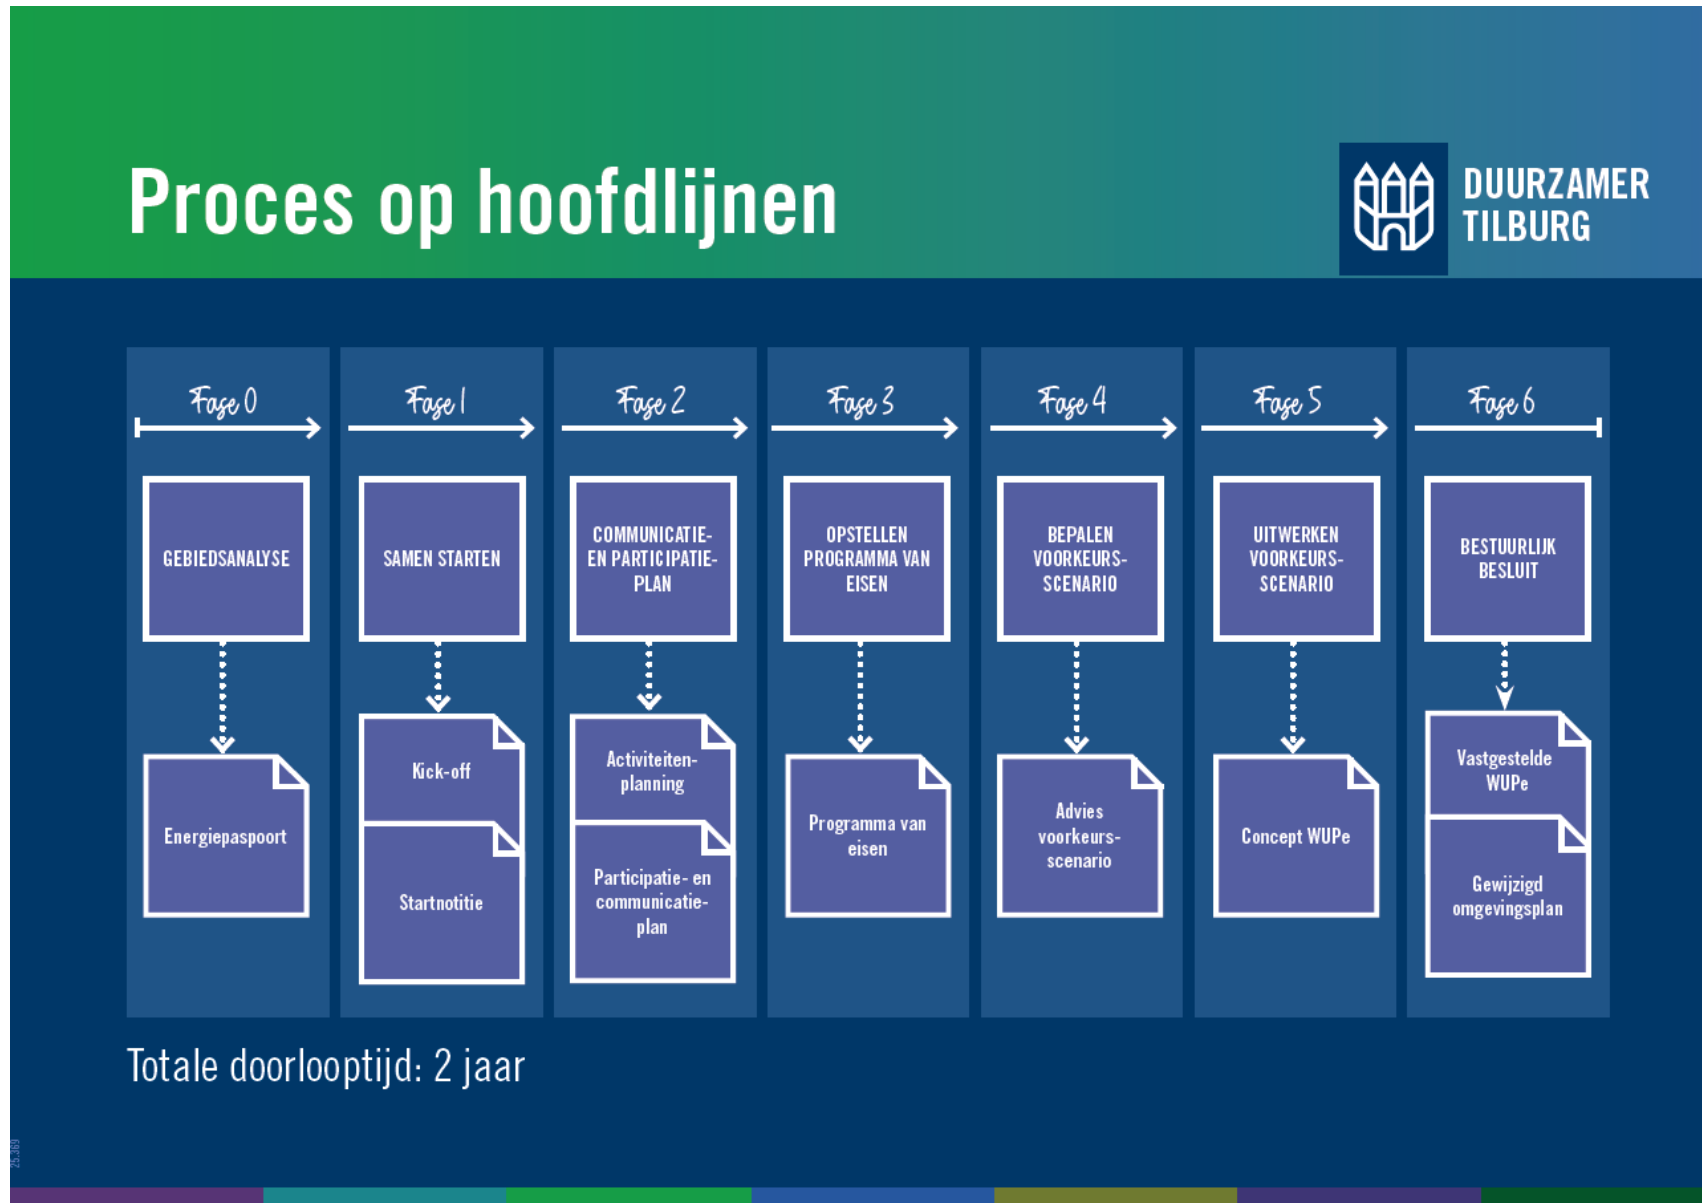 Proces op hoofdlijnen
DUURZAMER
TILBURG
Fase 0
GEBIEDSANALYSE
Energiepaspoort
Fase 1
SAMEN STARTEN
Kick-off
Startnotitie
Fase 2
COMMUNICATIE-
EN PARTICIPATIE-
PLAN
Activiteiten-
planning
Participatie- en
communicatie-
plan
Fase 3
OPSTELLEN
PROGRAMMA VAN
EISEN
Programma van
eisen
Fase 4
BEPALEN
VOORKEURS-
SCENARIO
Advies
voorkeurs-
scenario
Fase 5
UITWERKEN
VOORKEURS-
SCENARIO
Concept WUPe
Fase 6
BESTUURLIJK
BESLUIT
Vastgestelde
WUPe
Gewijzigd
omgevingsplan
Totale doorlooptijd: 2 jaar
25.369